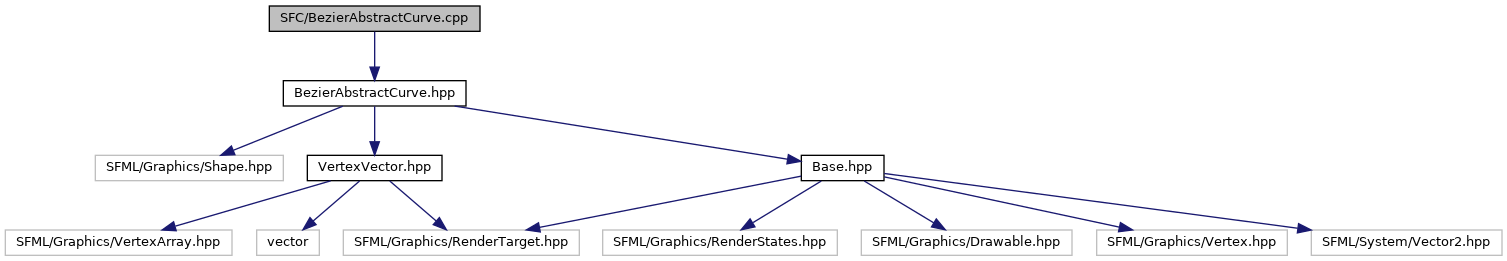 SFC/BezierAbstractCurve.cpp
BezierAbstractCurve.hpp
SFML/Graphics/Shape.hpp
VertexVector.hpp
Base.hpp
SFML/Graphics/VertexArray.hpp
vector
SFML/Graphics/RenderTarget.hpp
SFML/Graphics/RenderStates.hpp
SFML/Graphics/Drawable.hpp
SFML/Graphics/Vertex.hpp
SFML/System/Vector2.hpp